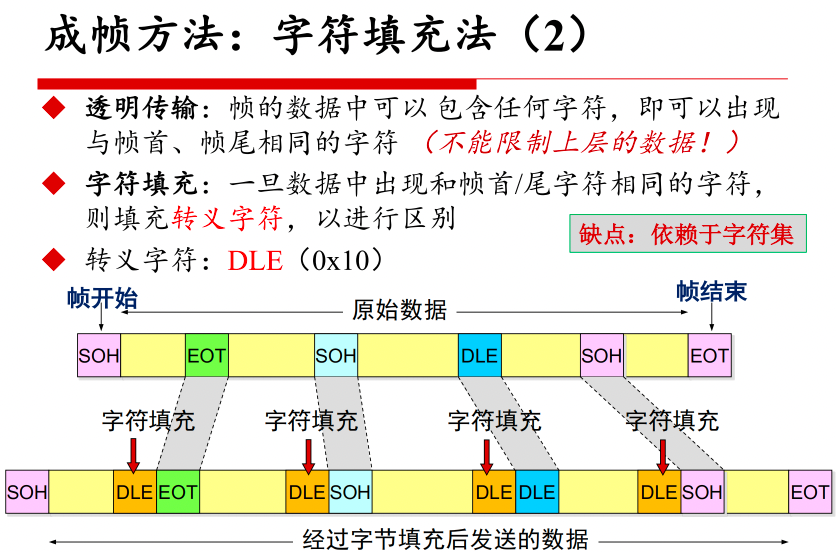 成帧方法：字符填充法（2）
透明传输：帧的数据中可以 包含任何字符，即可以出现
与帧首、帧尾相同的字符 （不能限制上层的数据！）
字符填充：一旦数据中出现和帧首/尾字符相同的字符，
则填充转义字符，以进行区别
缺点：依赖于字符集
转义字符：DLE（0x10）
帧开始
原始数据
帧结束
SOH EOT SOH DLE SOH EOT
字符填充 字符填充 字符填充 字符填充
SOH DLE EOT DLE SOH DLE DLE DLE SOH EOT
经过字节填充后发送的数据